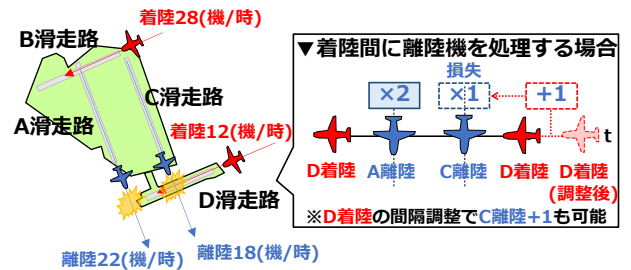 着陸28(機/時)
B滑走路
C滑走路
A滑走路
着陸12(機/時)
D滑走路
離陸22(機/時)
離陸18(機/時)
▼着陸間に離陸機を処理する場合
損失
×2
×1
+1
t
D着陸
A離陸
C離陸
D着陸
D着陸
(調整後)
※D着陸の間隔調整でC離陸+1も可能